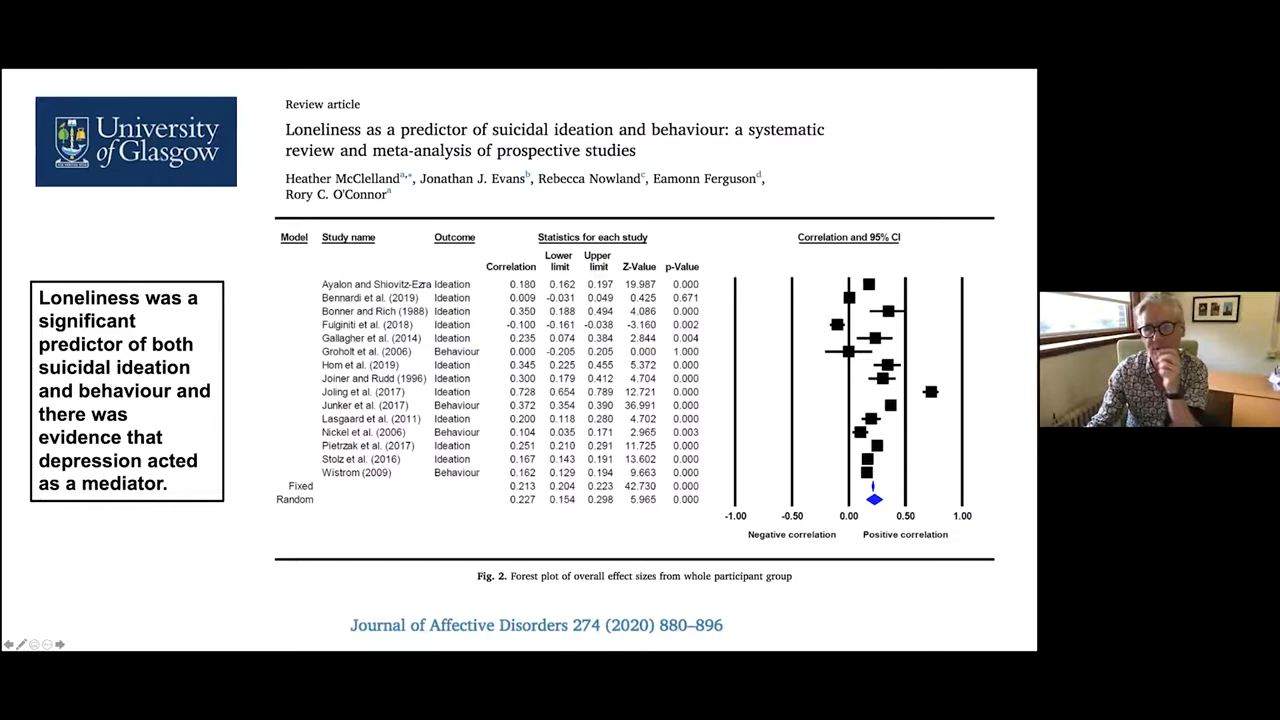 University
of Glasgow
Review article
Loneliness as a predictor of suicidal ideation and behaviour: a systematic
review and meta-analysis of prospective studies
Heather McClelland a,*, Jonathan J. Evans b, Rebecca Nowland c, Eamonn Ferguson d,
Rory C. O'Connor a
Loneliness was a
significant
predictor of both
suicidal ideation
and behaviour and
there was
evidence that
depression acted
as a mediator.
Model Study name Outcome Statistics for each study Correlation and 95% CI
Lower Upper
Correlation limit limit Z-Value p-Value
Ayalon and Shiovitz-Ezra Ideation 0.180 0.162 0.197 19.987 0.000
Bennardi et al. (2019) Ideation 0.009 -0.031 0.049 0.425 0.671
Bonner and Rich (1988) Ideation 0.350 0.188 0.494 4.086 0.000
Fulginiti et al. (2018) Ideation -0.100 -0.161 -0.038 -3.160 0.002
Gallagher et al. (2014) Ideation 0.235 0.074 0.384 2.844 0.004
Groholt et al. (2006) Behaviour 0.000 -0.205 0.205 0.000 1.000
Hom et al. (2019) Ideation 0.345 0.225 0.455 5.372 0.000
Joiner and Rudd (1996) Ideation 0.300 0.179 0.412 4.704 0.000
Joling et al. (2017) Ideation 0.728 0.654 0.789 12.721 0.000
Junker et al. (2017) Behaviour 0.372 0.354 0.390 36.991 0.000
Lasgaard et al. (2011) Ideation 0.200 0.118 0.280 4.702 0.000
Nickel et al. (2006) Behaviour 0.104 0.035 0.171 2.965 0.003
Pietrzak et al. (2017) Ideation 0.251 0.210 0.291 11.725 0.000
Stolz et al. (2016) Ideation 0.167 0.143 0.191 13.602 0.000
Wistrom (2009) Behaviour 0.162 0.129 0.194 9.663 0.000
Fixed 0.213 0.204 0.223 42.730 0.000
Random 0.227 0.154 0.298 5.965 0.000
-1.00 -0.50 0.00 0.50 1.00
Negative correlation Positive correlation
Fig. 2. Forest plot of overall effect sizes from whole participant group
Journal of Affective Disorders 274 (2020) 880–896